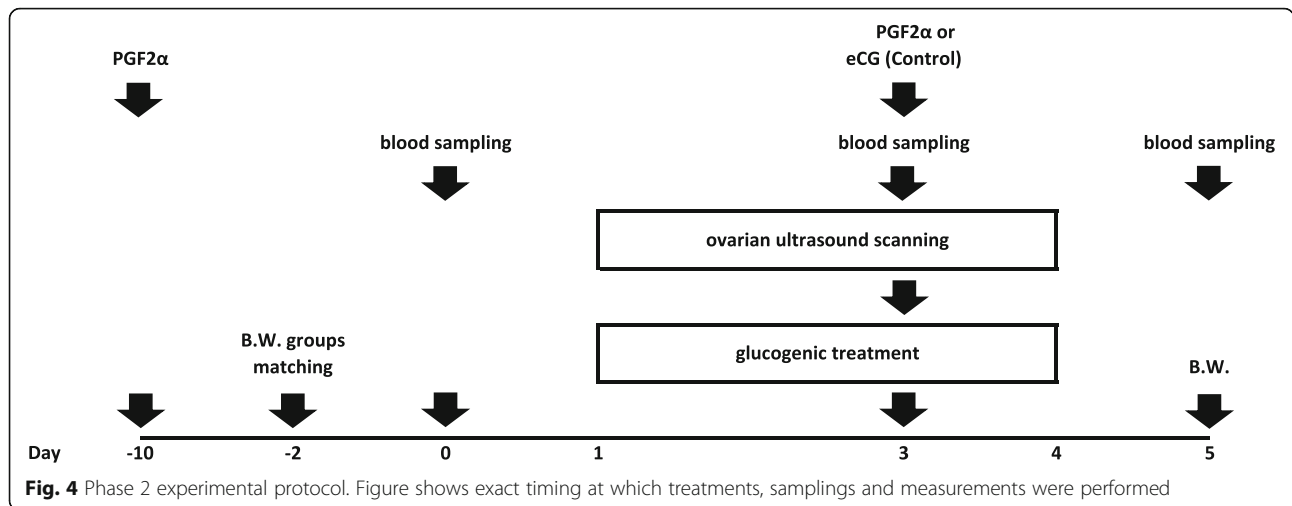 PGF2α
PGF2α or
eCG (Control)
blood sampling
blood sampling
blood sampling
ovarian ultrasound scanning
B.W. groups
matching
glucogenic treatment
B.W.
Day -10 -2 0 1 3 4 5
Fig. 4 Phase 2 experimental protocol. Figure shows exact timing at which treatments, samplings and measurements were performed